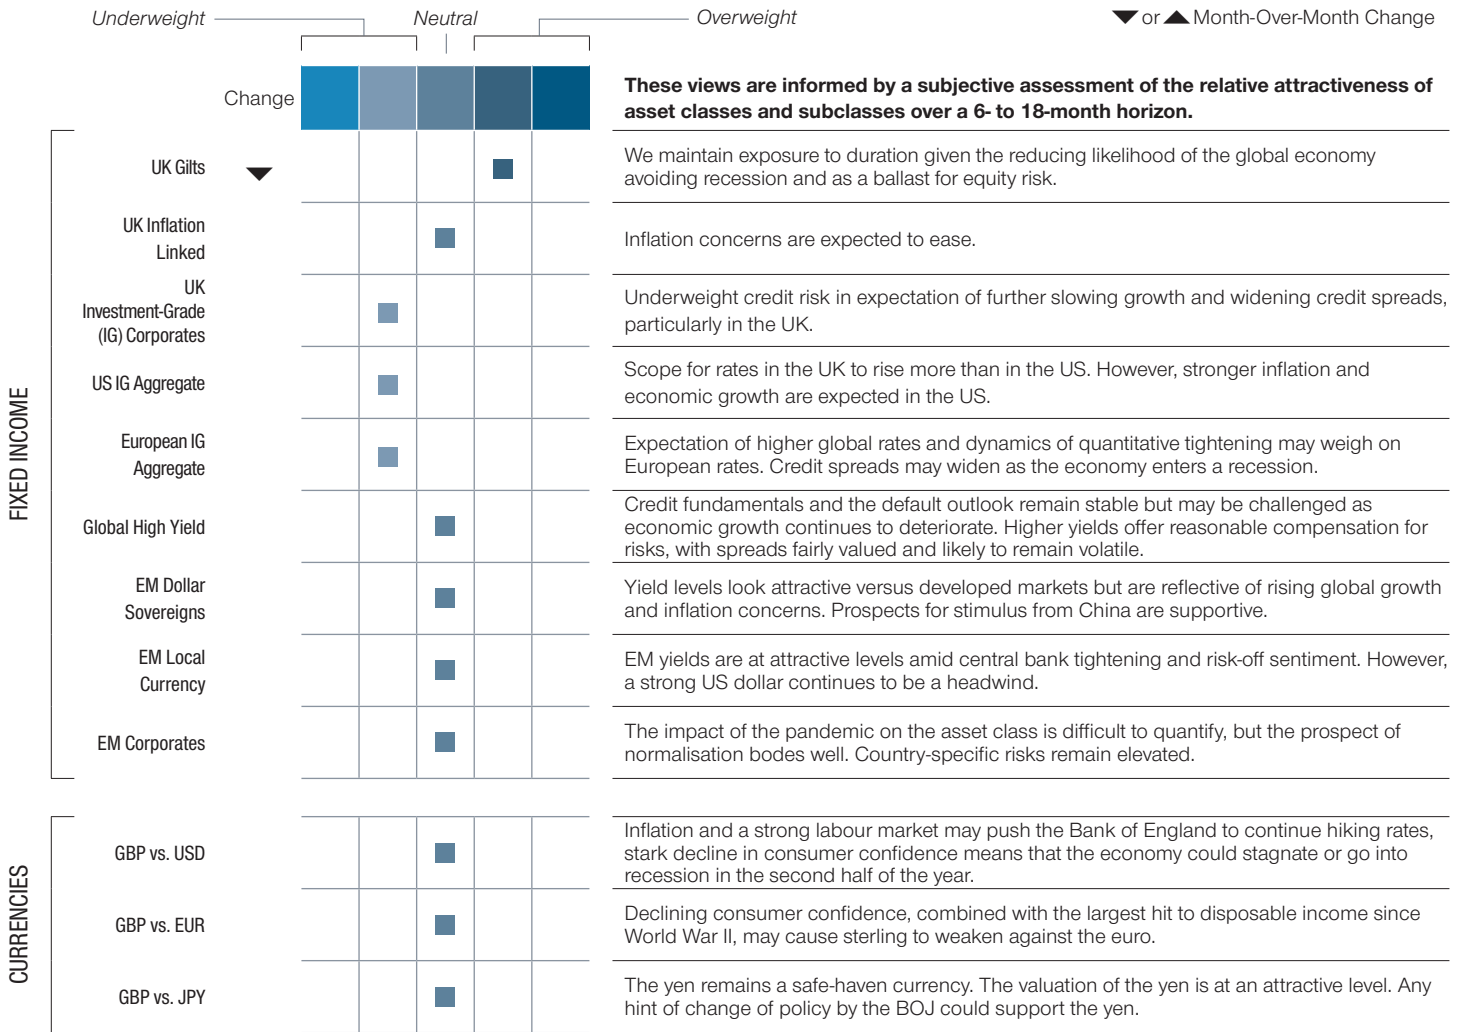 Underweight
Neutral
Overweight
▼ or ▲ Month-Over-Month Change
Change
These views are informed by a subjective assessment of the relative attractiveness of
asset classes and subclasses over a 6- to 18-month horizon.
FIXED INCOME
UK Gilts
We maintain exposure to duration given the reducing likelihood of the global economy
avoiding recession and as a ballast for equity risk.
UK Inflation
Linked
Inflation concerns are expected to ease.
UK
Investment-Grade
(IG) Corporates
Underweight credit risk in expectation of further slowing growth and widening credit spreads,
particularly in the UK.
US IG Aggregate
Scope for rates in the UK to rise more than in the US. However, stronger inflation and
economic growth are expected in the US.
European IG
Aggregate
Expectation of higher global rates and dynamics of quantitative tightening may weigh on
European rates. Credit spreads may widen as the economy enters a recession.
Global High Yield
Credit fundamentals and the default outlook remain stable but may be challenged as
economic growth continues to deteriorate. Higher yields offer reasonable compensation for
risks, with spreads fairly valued and likely to remain volatile.
EM Dollar
Sovereigns
Yield levels look attractive versus developed markets but are reflective of rising global growth
and inflation concerns. Prospects for stimulus from China are supportive.
EM Local
Currency
EM yields are at attractive levels amid central bank tightening and risk-off sentiment. However,
a strong US dollar continues to be a headwind.
EM Corporates
The impact of the pandemic on the asset class is difficult to quantify, but the prospect of
normalisation bodes well. Country-specific risks remain elevated.
CURRENCIES
GBP vs. USD
Inflation and a strong labour market may push the Bank of England to continue hiking rates,
stark decline in consumer confidence means that the economy could stagnate or go into
recession in the second half of the year.
GBP vs. EUR
Declining consumer confidence, combined with the largest hit to disposable income since
World War II, may cause sterling to weaken against the euro.
GBP vs. JPY
The yen remains a safe-haven currency. The valuation of the yen is at an attractive level. Any
hint of change of policy by the BOJ could support the yen.